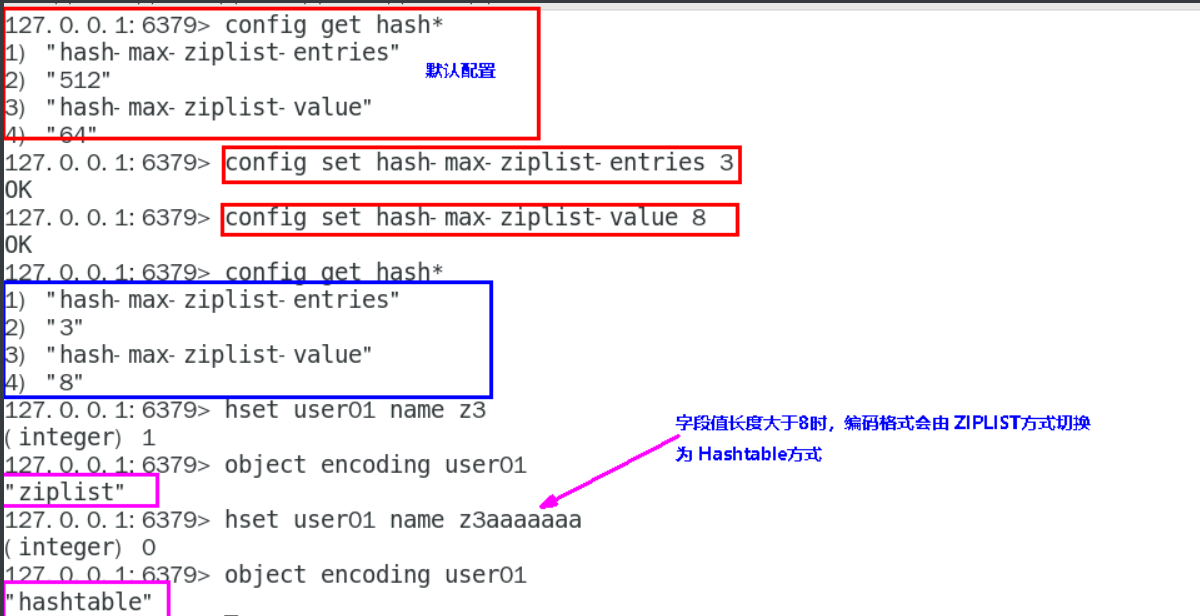 127.0.0.1:6379> config get hash*
1) "hash-max-ziplist-entries"
默认配置
2) "512"
3) "hash-max-ziplist-value"
4) "64"
127.0.0.1:6379> config set hash-max-ziplist-entries 3
OK
127.0.0.1:6379> config set hash-max-ziplist-value 8
OK
127.0.0.1:6379> config get hash*
1) "hash-max-ziplist-entries"
2) "3"
3) "hash-max-ziplist-value"
4) "8"
127.0.0.1:6379> hset user01 name z3
字段值长度大于8时，编码格式会由 ZIPLIST方式切换
为 Hashtable方式
(integer) 1
127.0.0.1:6379> object encoding user01
"ziplist"
127.0.0.1:6379> hset user01 name z3aaaaaaa
(integer) 0
127.0.0.1:6379> object encoding user01
"hashtable"